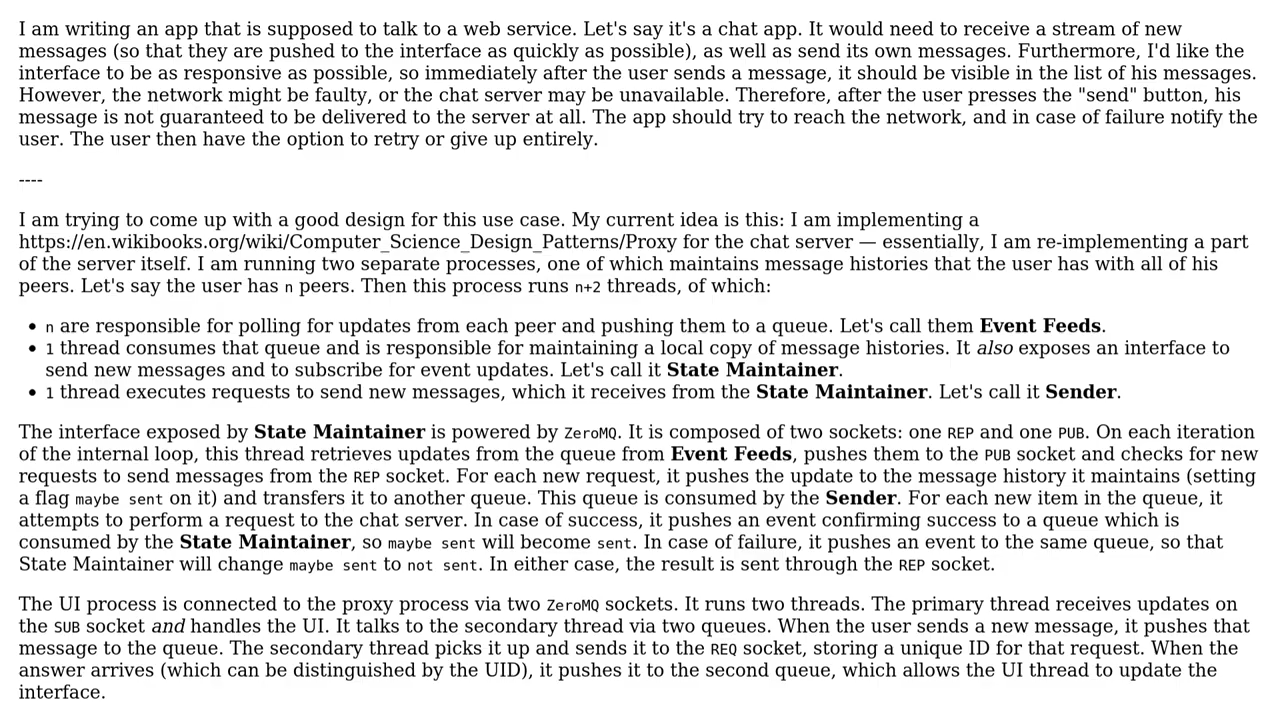 I am writing an app that is supposed to talk to a web service. Let's say it's a chat app. It would need to receive a stream of new
messages (so that they are pushed to the interface as quickly as possible), as well as send its own messages. Furthermore, I'd like the
interface to be as responsive as possible, so immediately after the user sends a message, it should be visible in the list of his messages.
However, the network might be faulty, or the chat server may be unavailable. Therefore, after the user presses the "send" button, his
message is not guaranteed to be delivered to the server at all. The app should try to reach the network, and in case of failure notify the
user. The user then have the option to retry or give up entirely.
----
I am trying to come up with a good design for this use case. My current idea is this: I am implementing a
https://en.wikibooks.org/wiki/Computer_Science_Design_Patterns/Proxy for the chat server — essentially, I am re-implementing a part
of the server itself. I am running two separate processes, one of which maintains message histories that the user has with all of his
peers. Let's say the user has n peers. Then this process runs n+2 threads, of which:
• n are responsible for polling for updates from each peer and pushing them to a queue. Let's call them Event Feeds.
• 1 thread consumes that queue and is responsible for maintaining a local copy of message histories. It also exposes an interface to
send new messages and to subscribe for event updates. Let's call it State Maintainer.
• 1 thread executes requests to send new messages, which it receives from the State Maintainer. Let's call it Sender.
The interface exposed by State Maintainer is powered by ZeroMQ. It is composed of two sockets: one REP and one PUB. On each iteration
of the internal loop, this thread retrieves updates from the queue from Event Feeds, pushes them to the PUB socket and checks for new
requests to send messages from the REP socket. For each new request, it pushes the update to the message history it maintains (setting
a flag maybe sent on it) and transfers it to another queue. This queue is consumed by the Sender. For each new item in the queue, it
attempts to perform a request to the chat server. In case of success, it pushes an event confirming success to a queue which is
consumed by the State Maintainer, so maybe sent will become sent. In case of failure, it pushes an event to the same queue, so that
State Maintainer will change maybe sent to not sent. In either case, the result is sent through the REP socket.
The UI process is connected to the proxy process via two ZeroMQ sockets. It runs two threads. The primary thread receives updates on
the SUB socket and handles the UI. It talks to the secondary thread via two queues. When the user sends a new message, it pushes that
message to the queue. The secondary thread picks it up and sends it to the REQ socket, storing a unique ID for that request. When the
answer arrives (which can be distinguished by the UID), it pushes it to the second queue, which allows the UI thread to update the
interface.